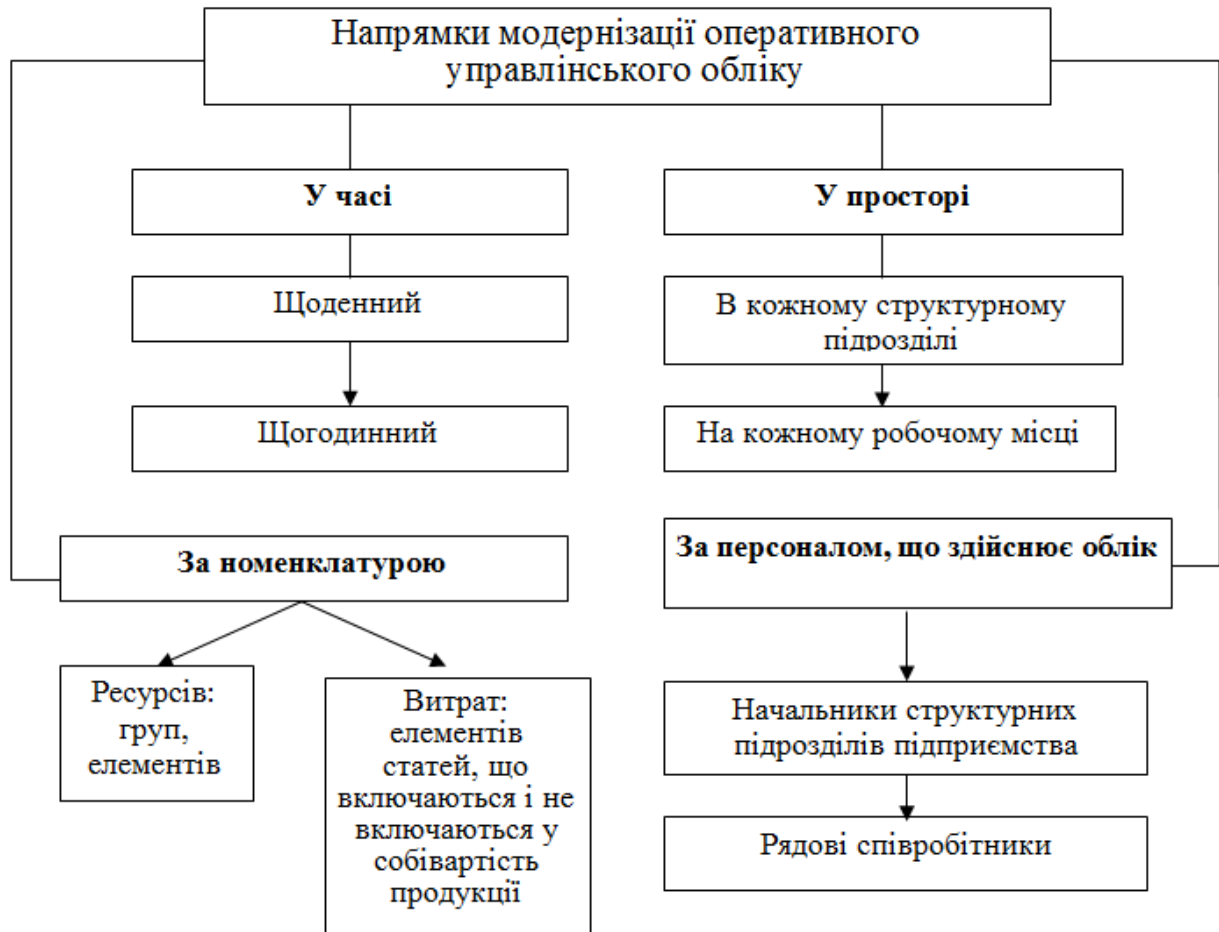 Напрямки модернізації оперативного
управлінського обліку
У часі
У просторі
Щоденний
В кожному структурному
підрозділі
Щогодинний
На кожному робочому місці
За номенклатурою
За персоналом, що здійснює облік
Ресурсів:
груп,
елементів
Витрат:
елементів
статей, що
включаються і не
включаються у
собівартість
продукції
Начальники структурних
підрозділів підприємства
Рядові співробітники